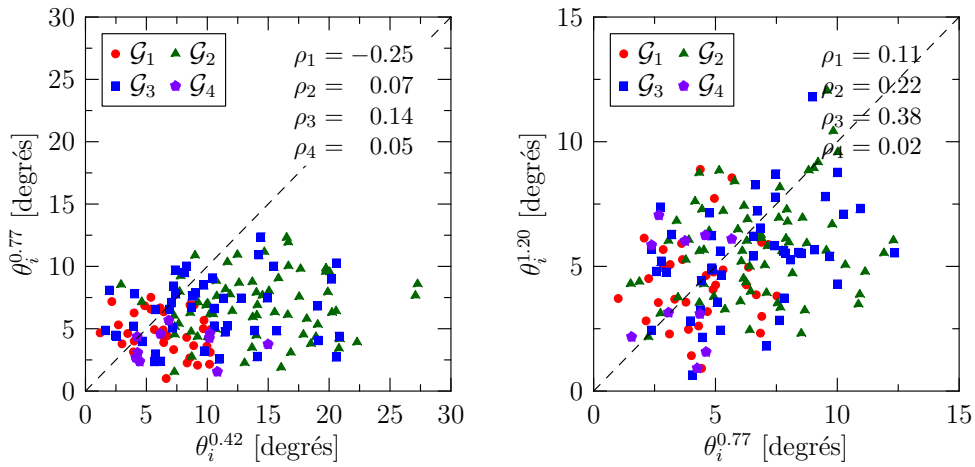 30
25
20
15
10
5
0
θ_i^{0.77} [degrés]
𝒢1 𝒢2
𝒢3 𝒢4
ρ1 = −0.25
ρ2 = 0.07
ρ3 = 0.14
ρ4 = 0.05
0 5 10 15 20 25 30
θ_i^{0.42} [degrés]
15
10
5
0
θ_i^{1.20} [degrés]
𝒢1 𝒢2
𝒢3 𝒢4
ρ1 = 0.11
ρ2 = 0.22
ρ3 = 0.38
ρ4 = 0.02
0 5 10 15
θ_i^{0.77} [degrés]